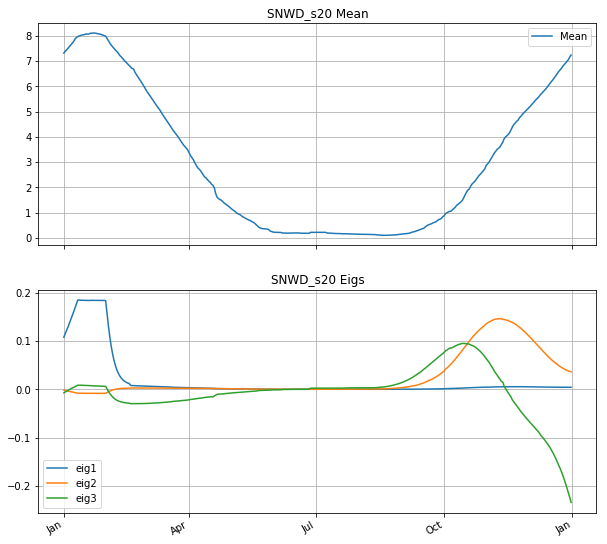 SNWD_s20 Mean
8
7
6
5
4
3
2
1
0
Mean
SNWD_s20 Eigs
0.2
0.1
0.0
−0.1
−0.2
eig1
eig2
eig3
Jan
Apr
Jul
Oct
Jan